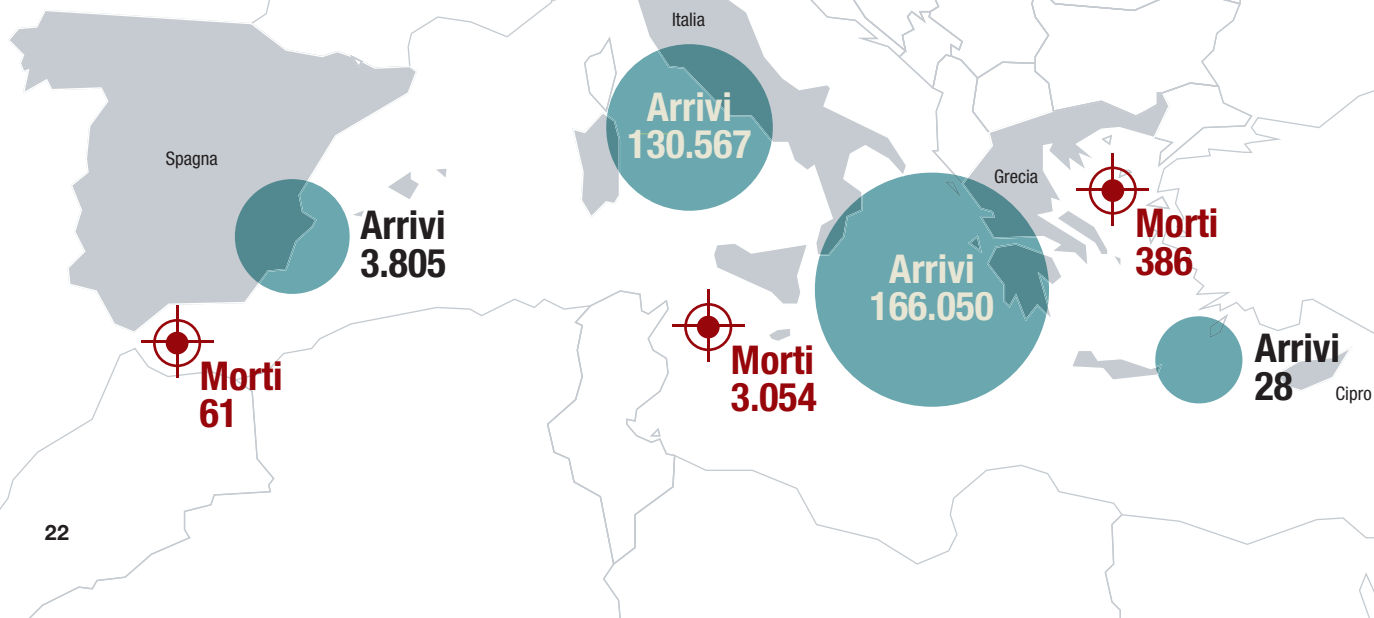 Italia
Arrivi
130.567
Spagna
Grecia
Arrivi
3.805
Morti
386
Arrivi
166.050
Morti
61
Morti
3.054
Arrivi
28
Cipro
22